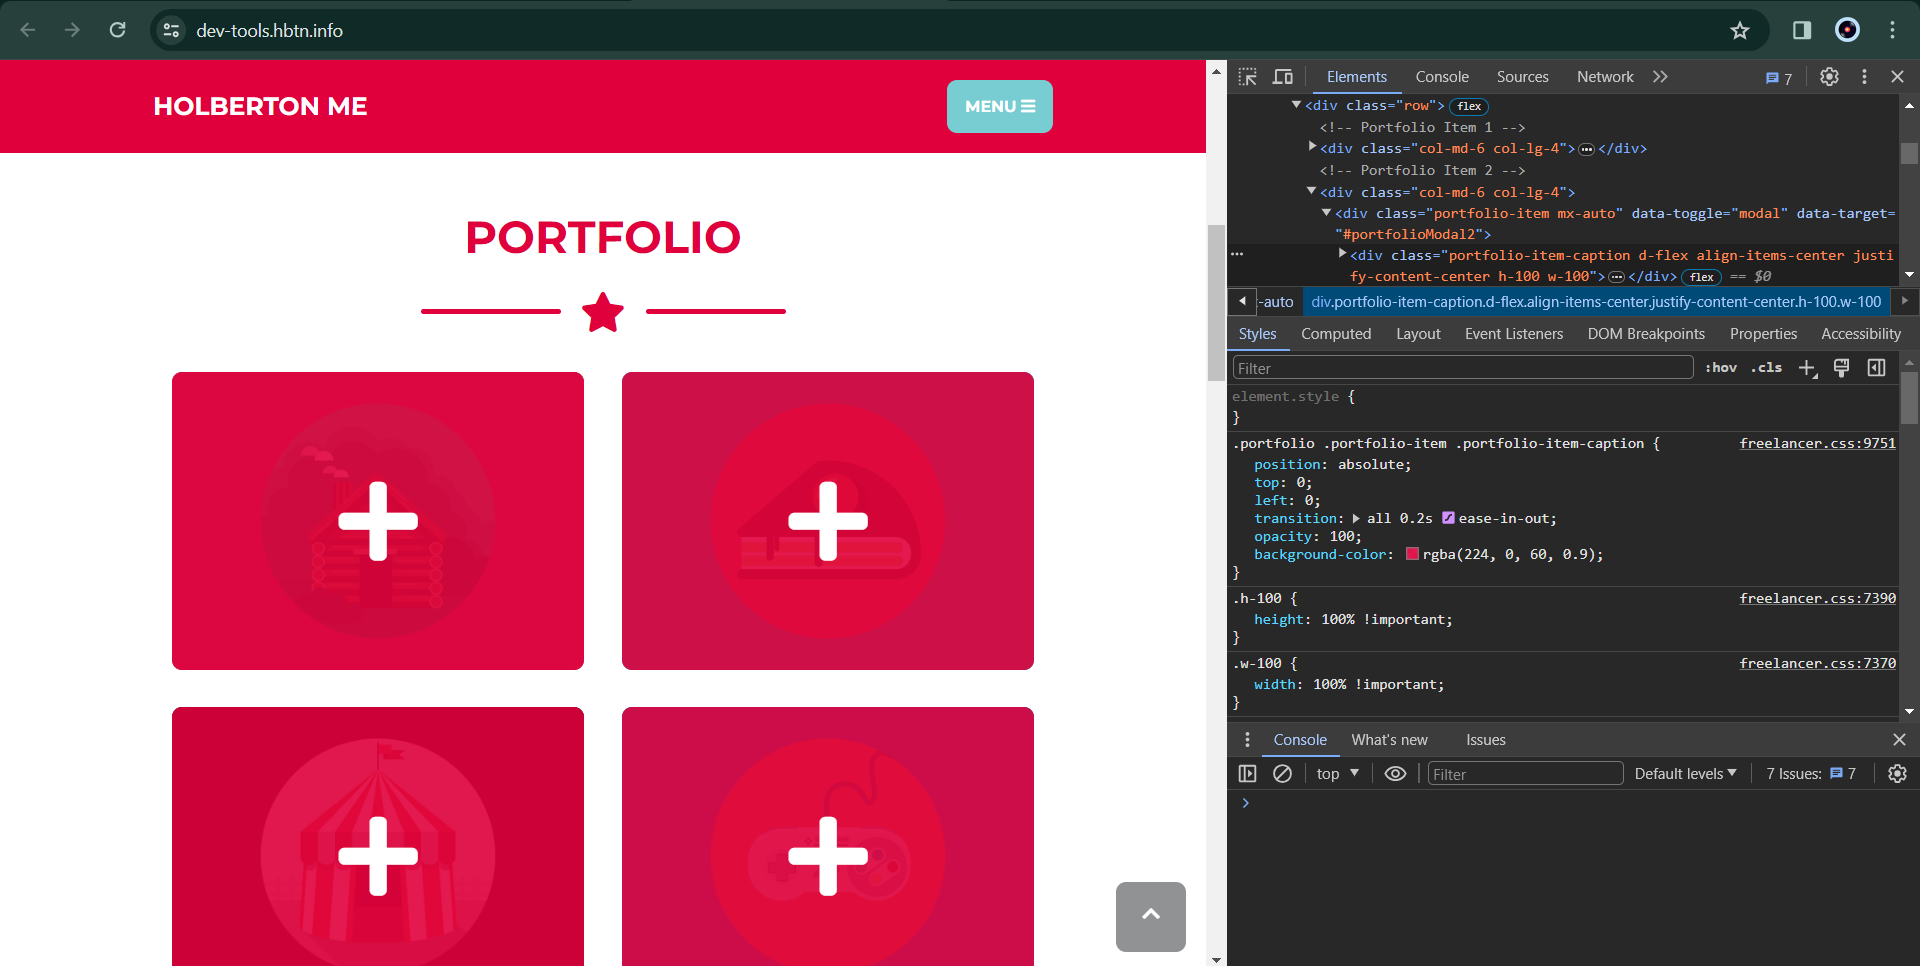 dev-tools.hbtn.info
HOLBERTON ME
MENU
PORTFOLIO
Elements Console Sources Network 7
<div class="row"> flex
<!-- Portfolio Item 1 -->
<div class="col-md-6 col-lg-4"> … </div>
<!-- Portfolio Item 2 -->
<div class="col-md-6 col-lg-4">
<div class="portfolio-item mx-auto" data-toggle="modal" data-target=
"#portfolioModal2">
<div class="portfolio-item-caption d-flex align-items-center justi
fy-content-center h-100 w-100"> … </div> flex == $0
-auto div.portfolio-item-caption.d-flex.align-items-center.justify-content-center.h-100.w-100
Styles Computed Layout Event Listeners DOM Breakpoints Properties Accessibility
Filter :hov .cls
element.style {
}
.portfolio .portfolio-item .portfolio-item-caption { freelancer.css:9751
position: absolute;
top: 0;
left: 0;
transition: all 0.2s ease-in-out;
opacity: 100;
background-color: rgba(224, 0, 60, 0.9);
}
.h-100 { freelancer.css:7390
height: 100% !important;
}
.w-100 { freelancer.css:7370
width: 100% !important;
}
Console What's new Issues
top Filter Default levels 7 Issues: 7